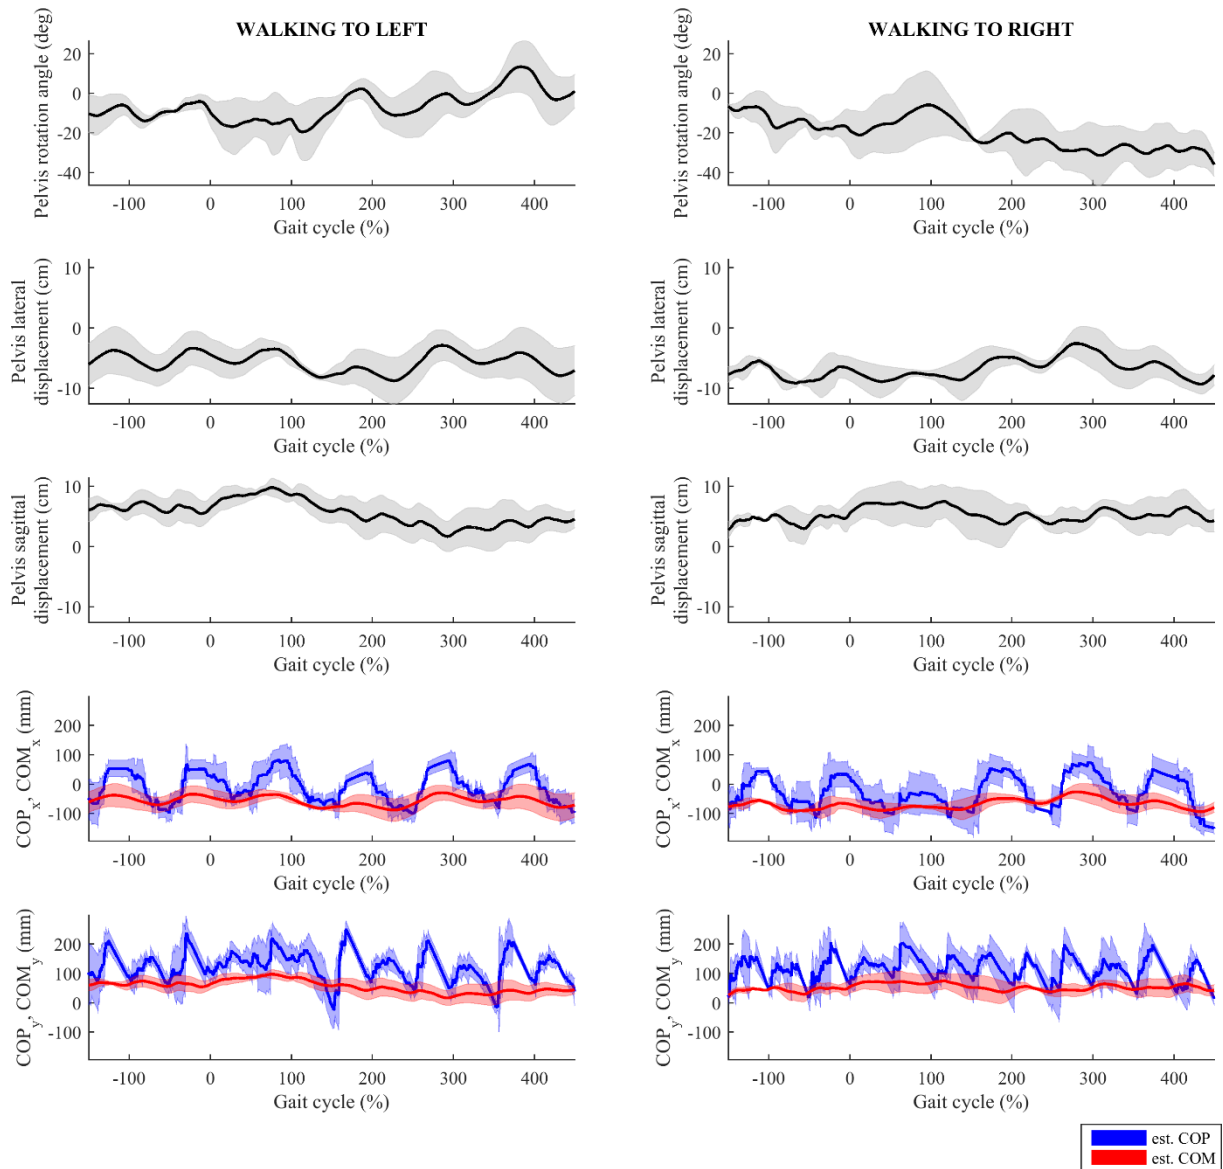 WALKING TO LEFT
WALKING TO RIGHT
Pelvis rotation angle (deg)
20
0
-20
-40
-100 0 100 200 300 400
Gait cycle (%)
Pelvis rotation angle (deg)
20
0
-20
-40
-100 0 100 200 300 400
Gait cycle (%)
Pelvis lateral
displacement (cm)
10
0
-10
-100 0 100 200 300 400
Gait cycle (%)
Pelvis lateral
displacement (cm)
10
0
-10
-100 0 100 200 300 400
Gait cycle (%)
Pelvis sagittal
displacement (cm)
10
0
-10
-100 0 100 200 300 400
Gait cycle (%)
Pelvis sagittal
displacement (cm)
10
0
-10
-100 0 100 200 300 400
Gait cycle (%)
COPx, COMx (mm)
200
100
0
-100
-100 0 100 200 300 400
Gait cycle (%)
COPx, COMx (mm)
200
100
0
-100
-100 0 100 200 300 400
Gait cycle (%)
COPy, COMy (mm)
200
100
0
-100
-100 0 100 200 300 400
Gait cycle (%)
COPy, COMy (mm)
200
100
0
-100
-100 0 100 200 300 400
Gait cycle (%)
est. COP
est. COM